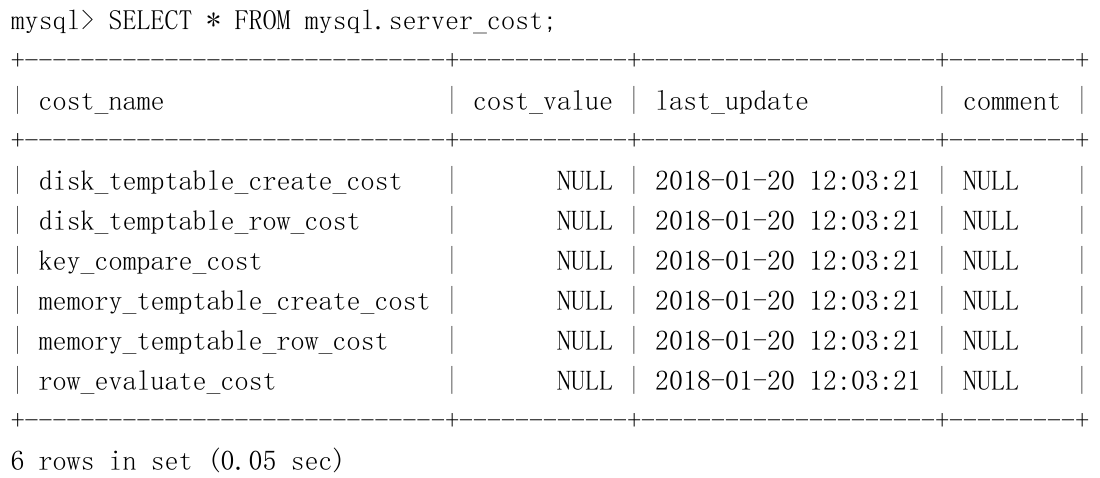 mysql> SELECT * FROM mysql.server_cost;
+------------------------------+------------+---------------------+---------+
| cost_name                    | cost_value | last_update         | comment |
+------------------------------+------------+---------------------+---------+
| disk_temptable_create_cost   |       NULL | 2018-01-20 12:03:21 | NULL    |
| disk_temptable_row_cost      |       NULL | 2018-01-20 12:03:21 | NULL    |
| key_compare_cost             |       NULL | 2018-01-20 12:03:21 | NULL    |
| memory_temptable_create_cost |       NULL | 2018-01-20 12:03:21 | NULL    |
| memory_temptable_row_cost    |       NULL | 2018-01-20 12:03:21 | NULL    |
| row_evaluate_cost            |       NULL | 2018-01-20 12:03:21 | NULL    |
+------------------------------+------------+---------------------+---------+
6 rows in set (0.05 sec)